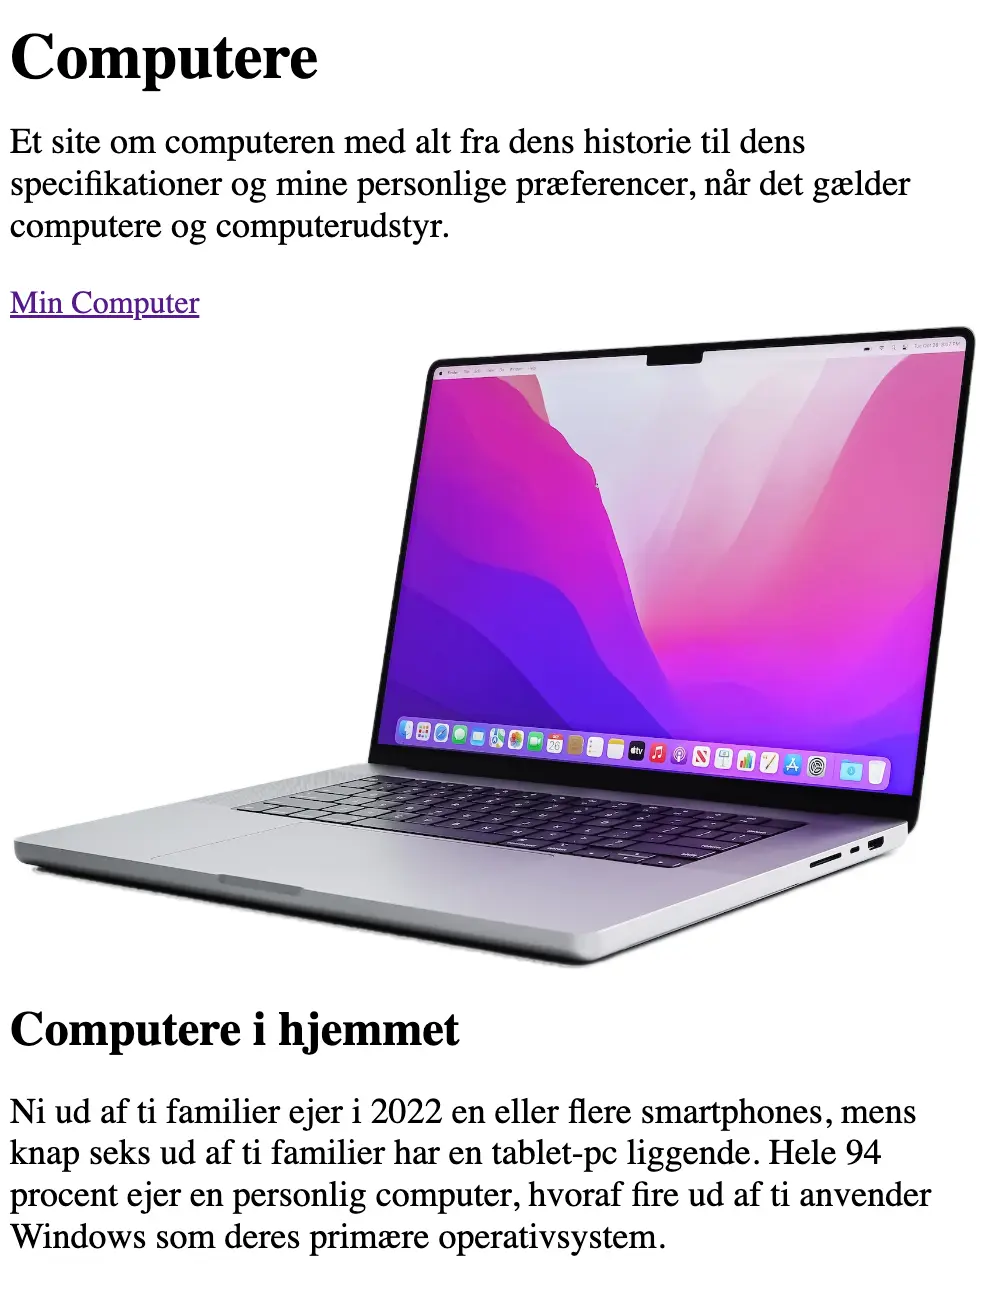 Computere
Et site om computeren med alt fra dens historie til dens
specifikationer og mine personlige præferencer, når det gælder
computere og computerudstyr.
Min Computer
26
tv
Computere i hjemmet
Ni ud af ti familier ejer i 2022 en eller flere smartphones, mens
knap seks ud af ti familier har en tablet-pc liggende. Hele 94
procent ejer en personlig computer, hvoraf fire ud af ti anvender
Windows som deres primære operativsystem.